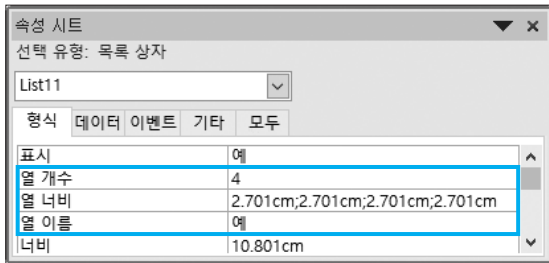 속성 시트
선택 유형: 목록 상자
List11
형식 데이터 이벤트 기타 모두
표시 예
열 개수 4
열 너비 2.701cm;2.701cm;2.701cm;2.701cm
열 이름 예
너비 10.801cm